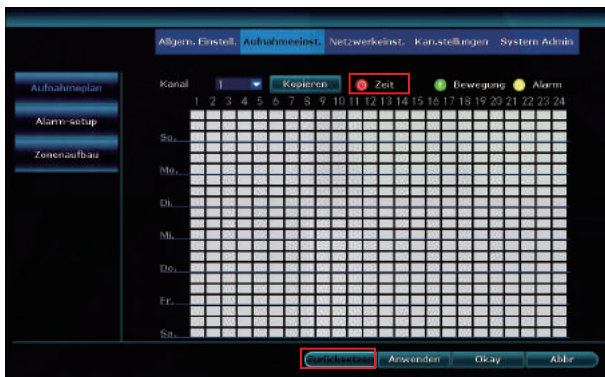 Allgem. Einstell. Aufnahmeeinst. Netzwerkeinst. Kan.stellungen System Admin
Aufnahmeplan
Alarm-setup
Zonenaufbau
Kanal 1 Kopieren Zeit Bewegung Alarm
1 2 3 4 5 6 7 8 9 10 11 12 13 14 15 16 17 18 19 20 21 22 23 24
So.
Mo.
Di.
Mi.
Do.
Fr.
Sa.
Zurücksetzen Anwenden Okay Abbr